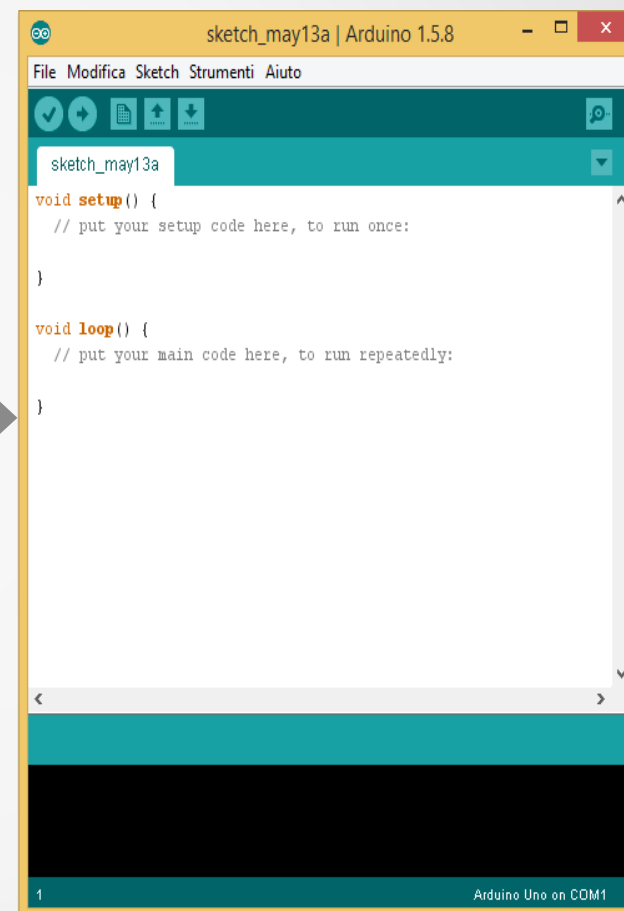 sketch_may13a | Arduino 1.5.8
File Modifica Sketch Strumenti Aiuto
sketch_may13a
void setup() {
// put your setup code here, to run once:
}
void loop() {
// put your main code here, to run repeatedly:
}
1 Arduino Uno on COM1